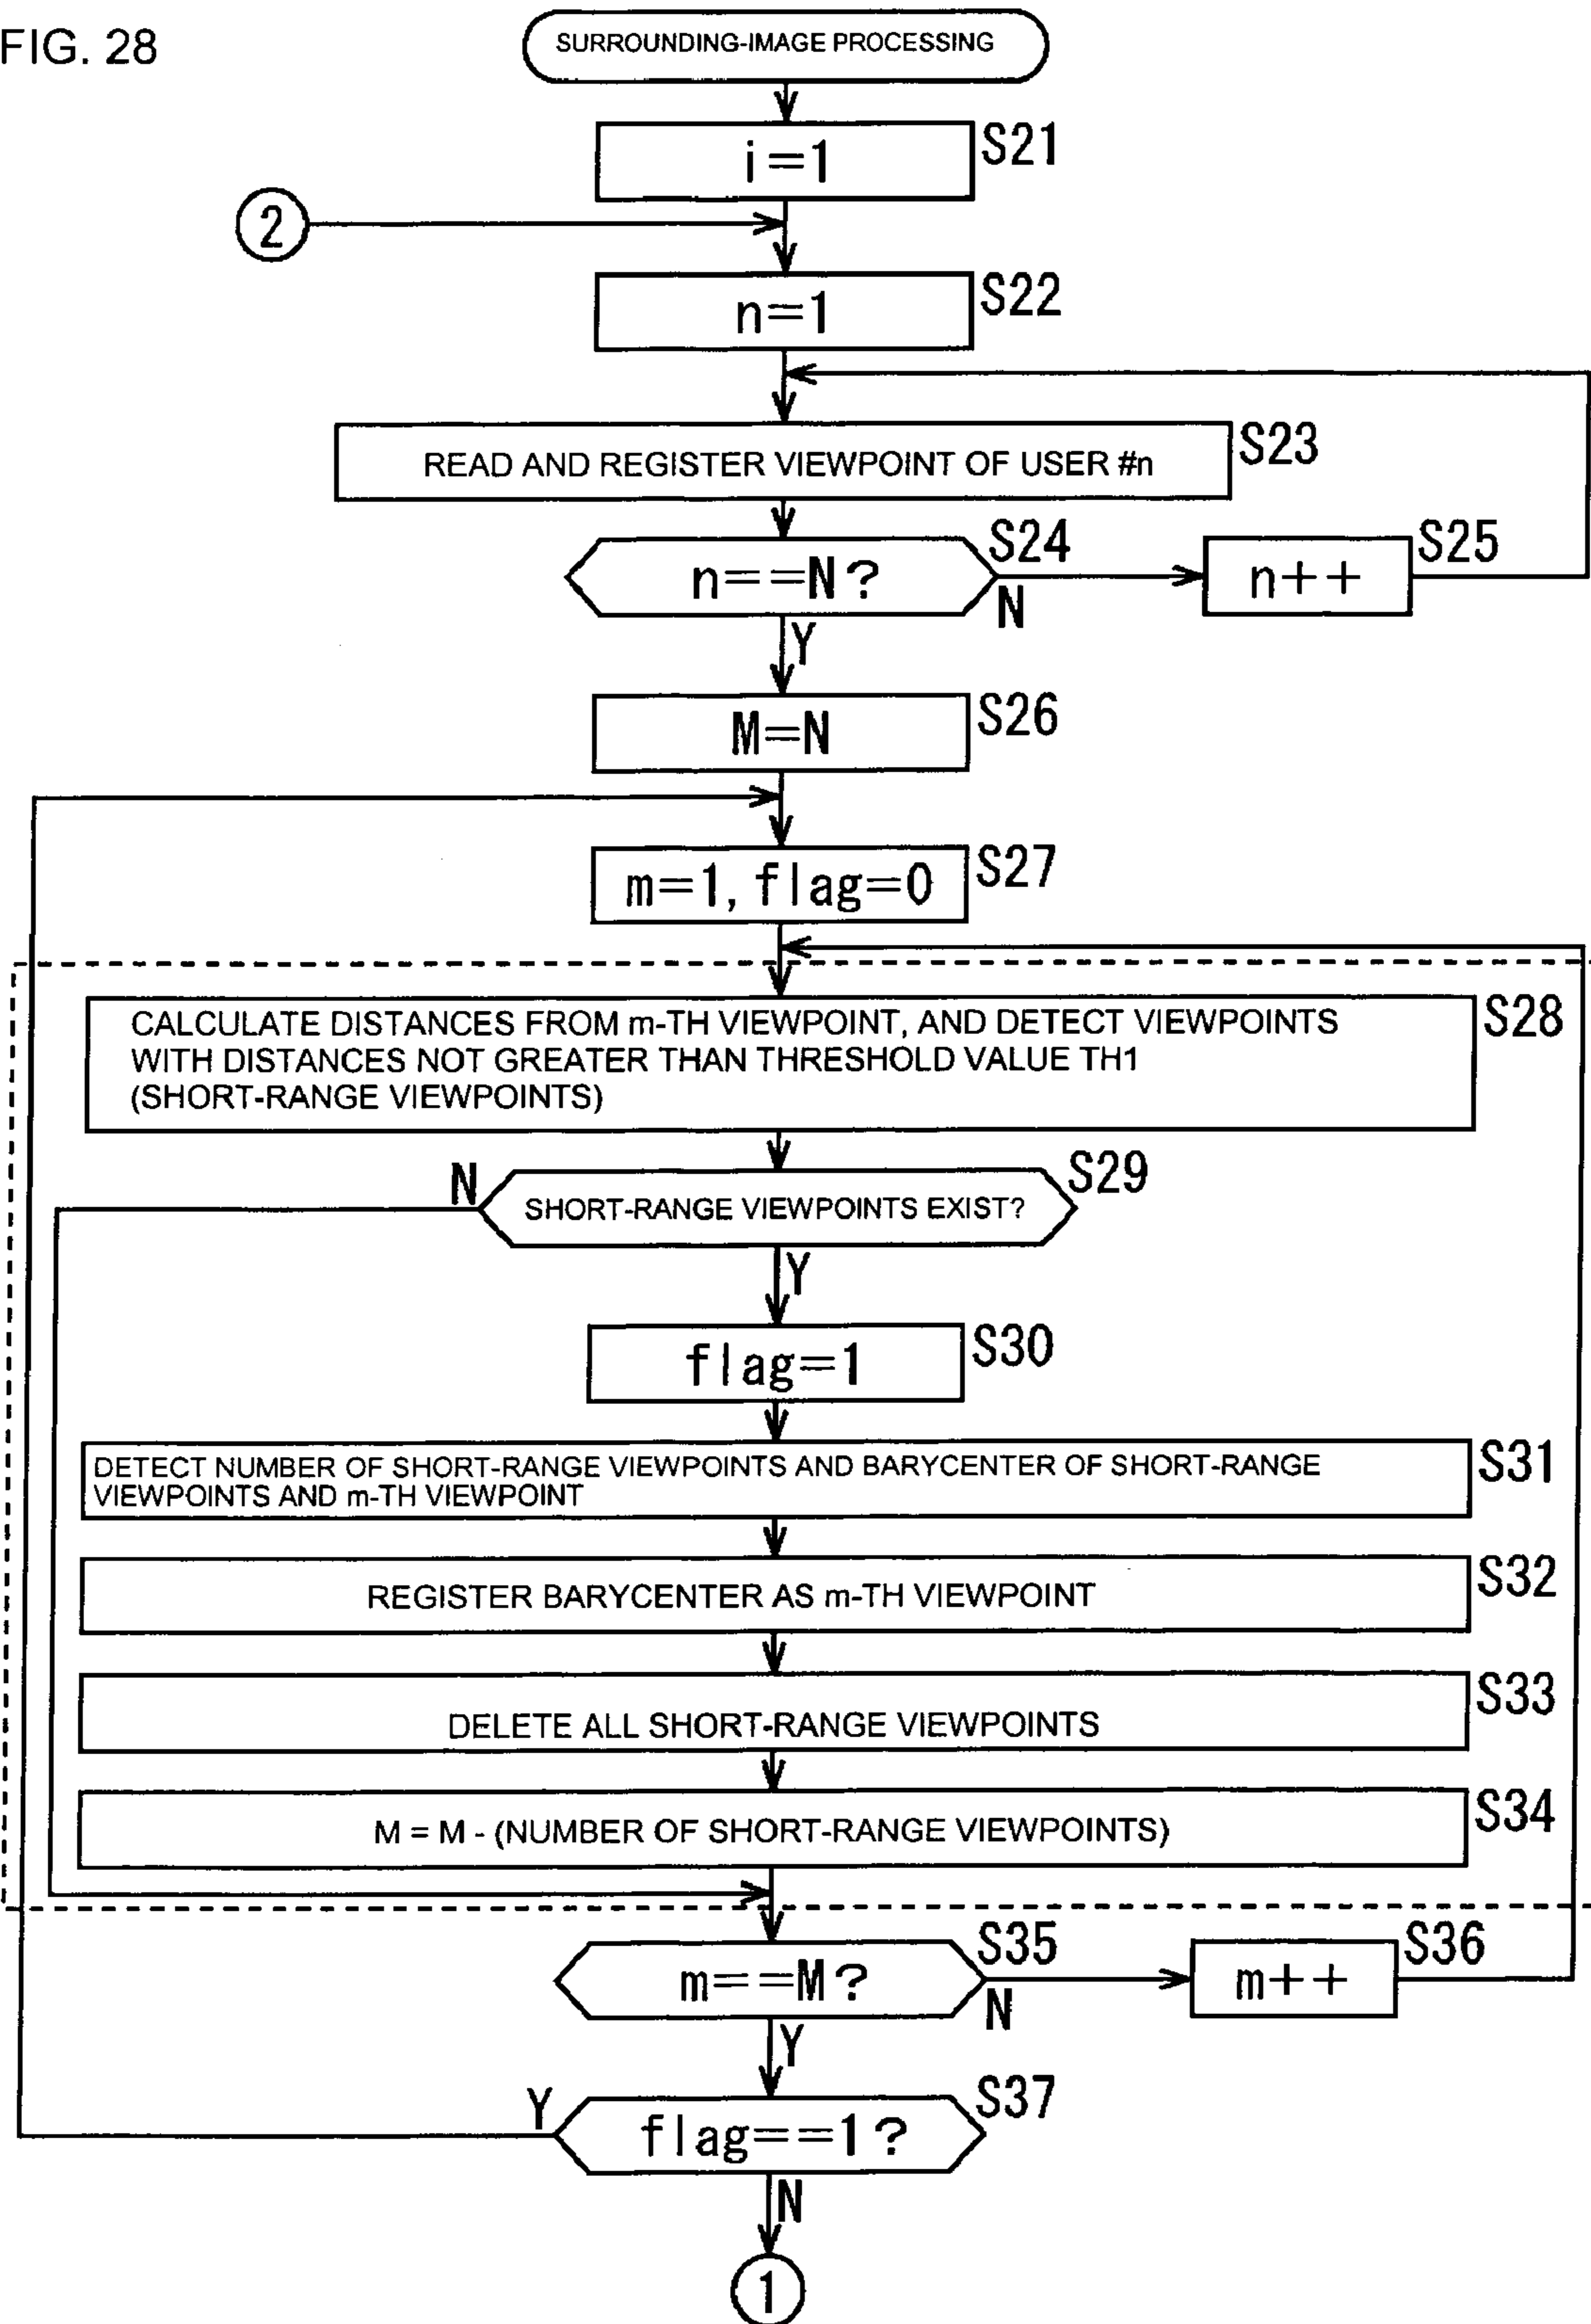 FIG. 28
SURROUNDING-IMAGE PROCESSING
i=1
S21
2
n=1
S22
READ AND REGISTER VIEWPOINT OF USER #n
S23
n==N?
S24
N
n++
S25
Y
M=N
S26
m=1, flag=0
S27
CALCULATE DISTANCES FROM m-TH VIEWPOINT, AND DETECT VIEWPOINTS
WITH DISTANCES NOT GREATER THAN THRESHOLD VALUE TH1
(SHORT-RANGE VIEWPOINTS)
S28
N
SHORT-RANGE VIEWPOINTS EXIST?
S29
Y
flag=1
S30
DETECT NUMBER OF SHORT-RANGE VIEWPOINTS AND BARYCENTER OF SHORT-RANGE
VIEWPOINTS AND m-TH VIEWPOINT
S31
REGISTER BARYCENTER AS m-TH VIEWPOINT
S32
DELETE ALL SHORT-RANGE VIEWPOINTS
S33
M = M - (NUMBER OF SHORT-RANGE VIEWPOINTS)
S34
m==M?
S35
N
m++
S36
Y
Y
flag==1?
S37
N
1